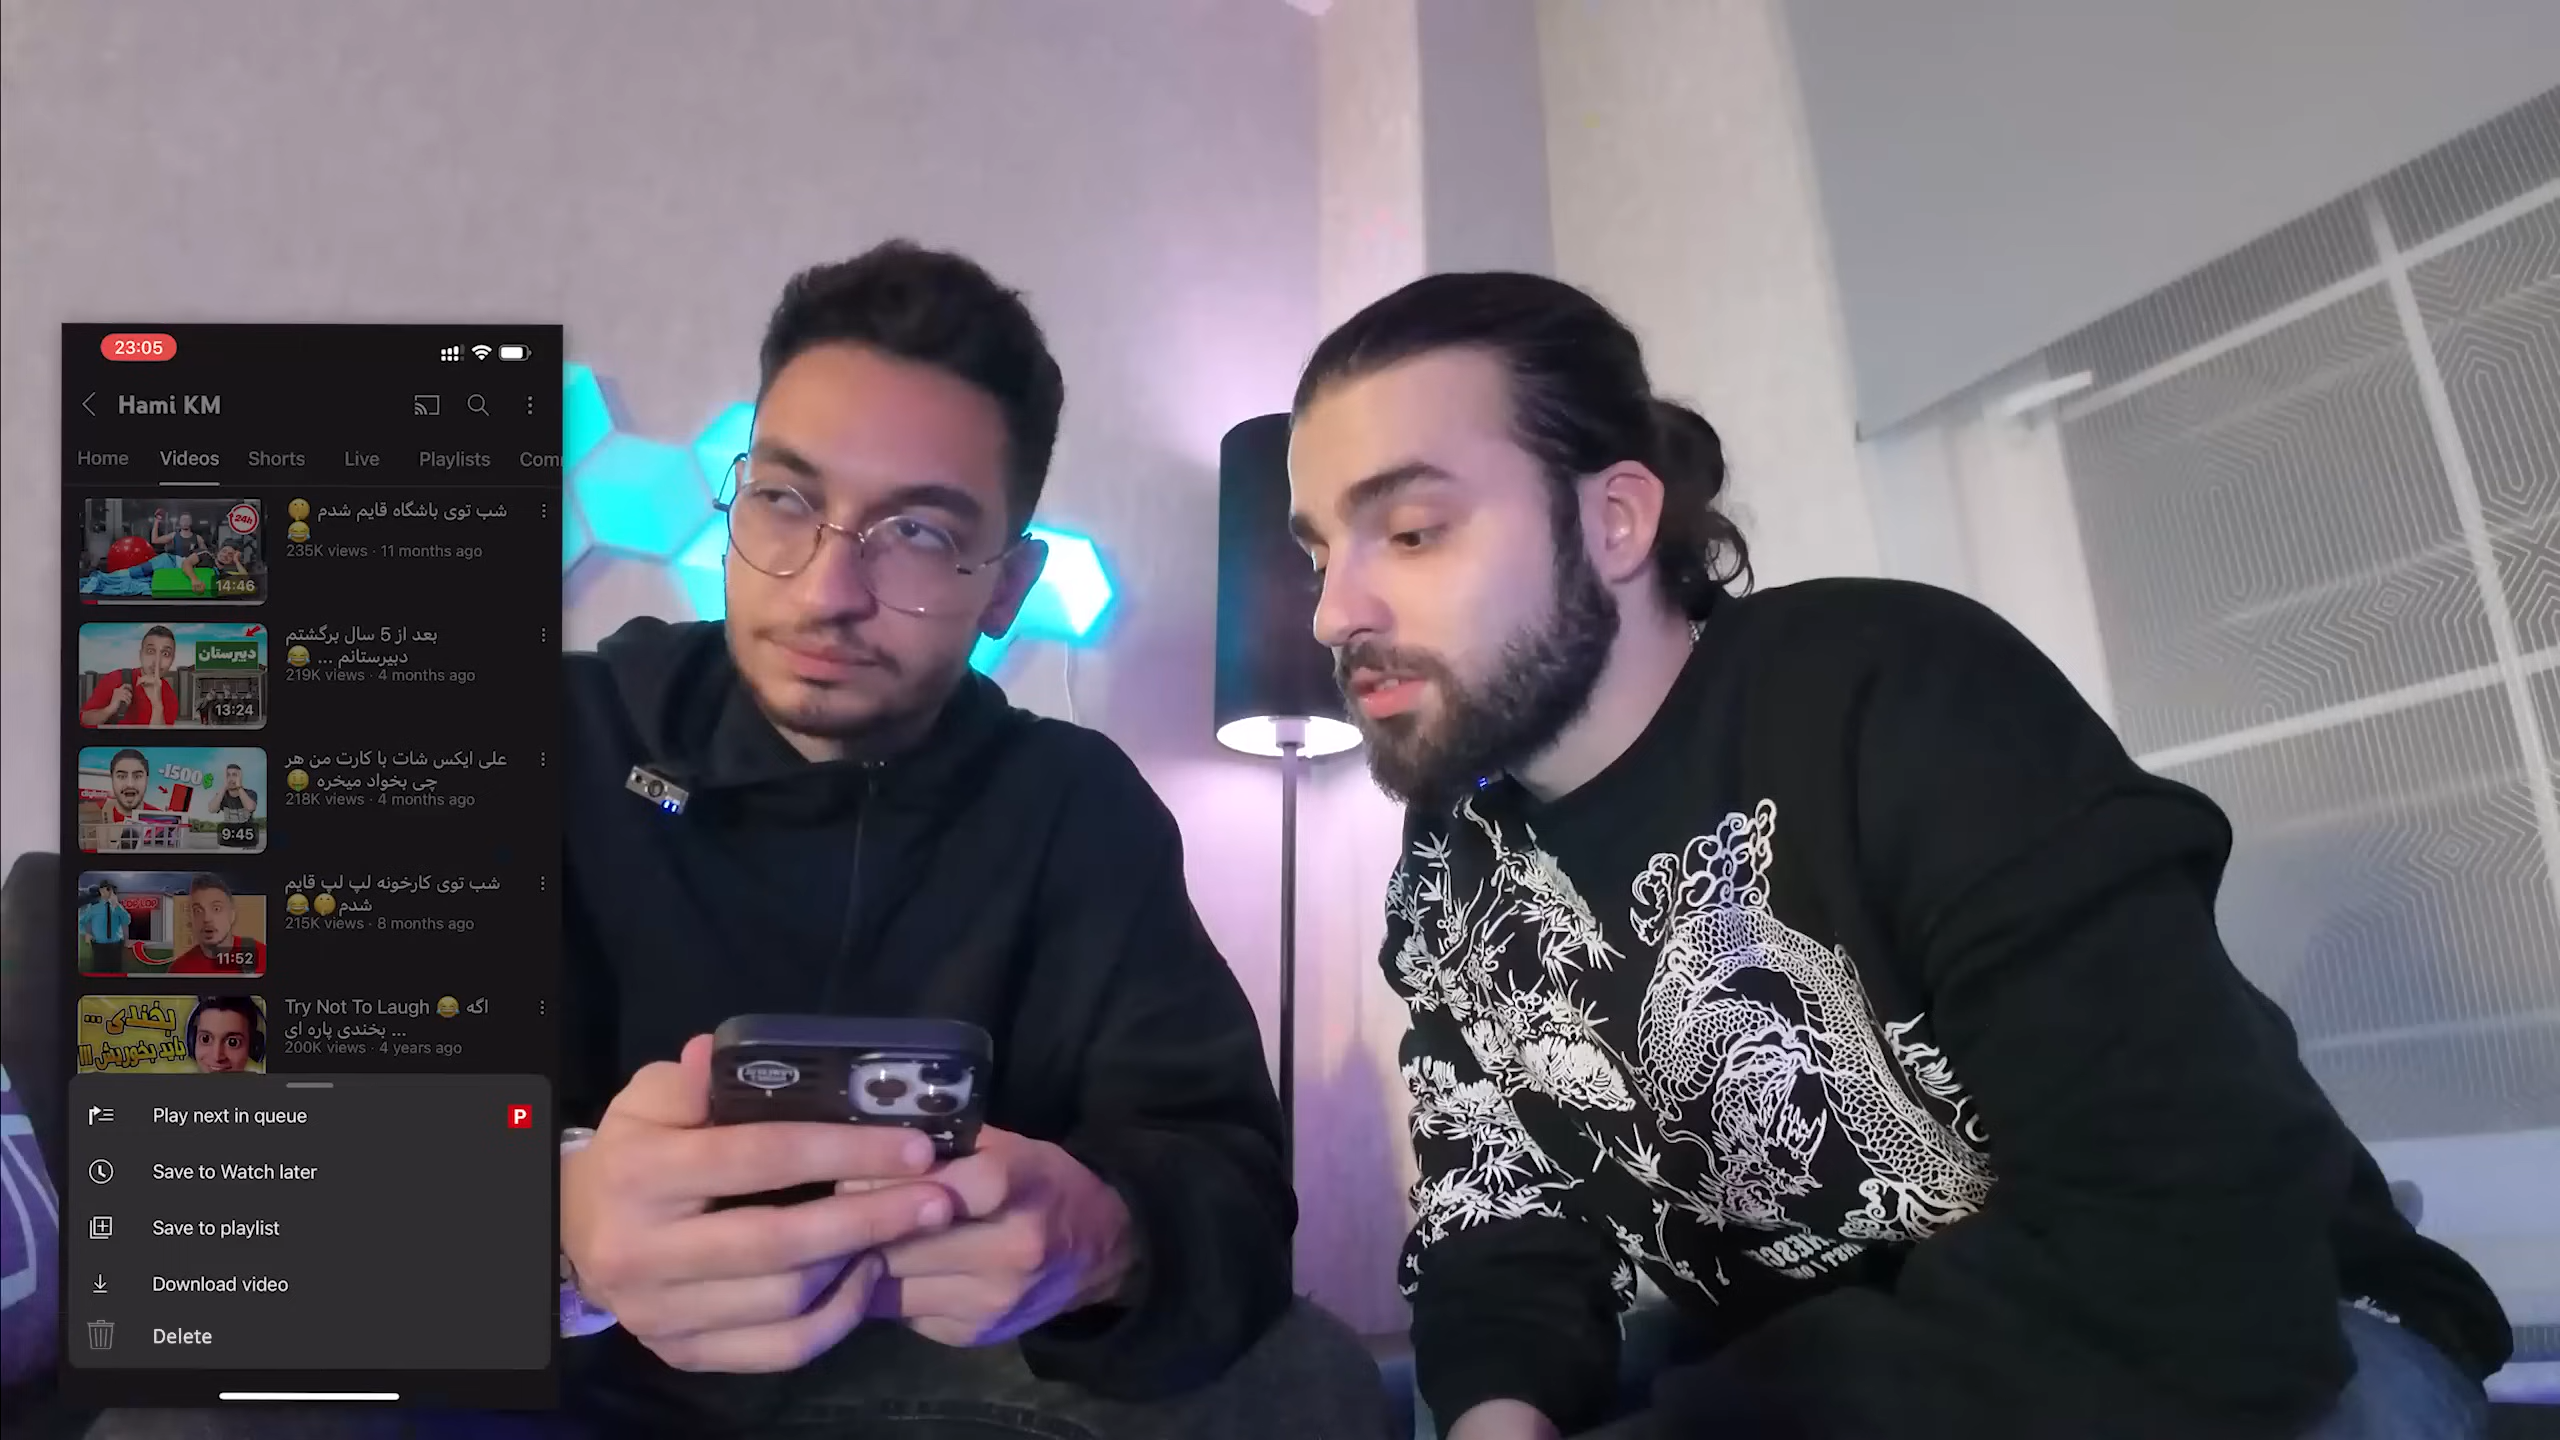 23:05
Hami KM
Home Videos Shorts Live Playlists Com
شب توی باشگاه قایم شدم 🤫
😂
235K views · 11 months ago
24h
14:46
بعد از 5 سال برگشتم
دبیرستانم ... 😂
219K views · 4 months ago
دبیرستان
13:24
علی ایکس شات با کارت من هر
چی بخواد میخره 🤑
218K views · 4 months ago
-1500$
9:45
شب توی کارخونه لپ لپ قایم
شدم🤫😂
215K views · 8 months ago
LOP LOP
11:52
Try Not To Laugh 😂 اگه
بخندی پاره ای ...
200K views · 4 years ago
بخندی ...
باید بخوریش !!!
Play next in queue P
Save to Watch later
Save to playlist
Download video
Delete